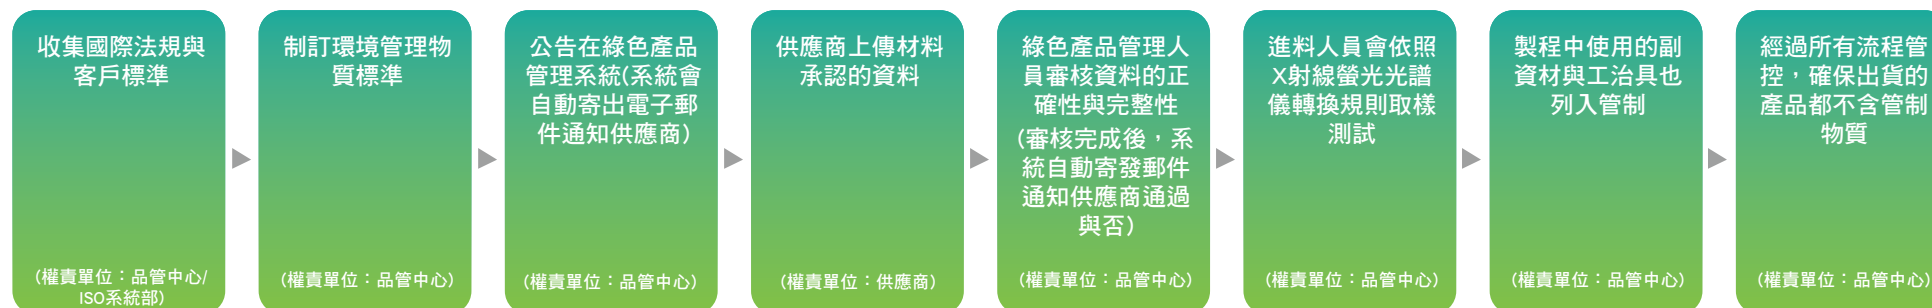 收集國際法規與
客戶標準
(權責單位：品管中心/
ISO系統部)
制訂環境管理物
質標準
(權責單位：品管中心)
公告在綠色產品
管理系統(系統會
自動寄出電子郵
件通知供應商)
(權責單位：品管中心)
供應商上傳材料
承認的資料
(權責單位：供應商)
綠色產品管理人
員審核資料的正
確性與完整性
(審核完成後，系
統自動寄發郵件
通知供應商通過
與否)
(權責單位：品管中心)
進料人員會依照
X射線螢光光譜
儀轉換規則取樣
測試
(權責單位：品管中心)
製程中使用的副
資材與工治具也
列入管制
(權責單位：品管中心)
經過所有流程管
控，確保出貨的
產品都不含管制
物質
(權責單位：品管中心)